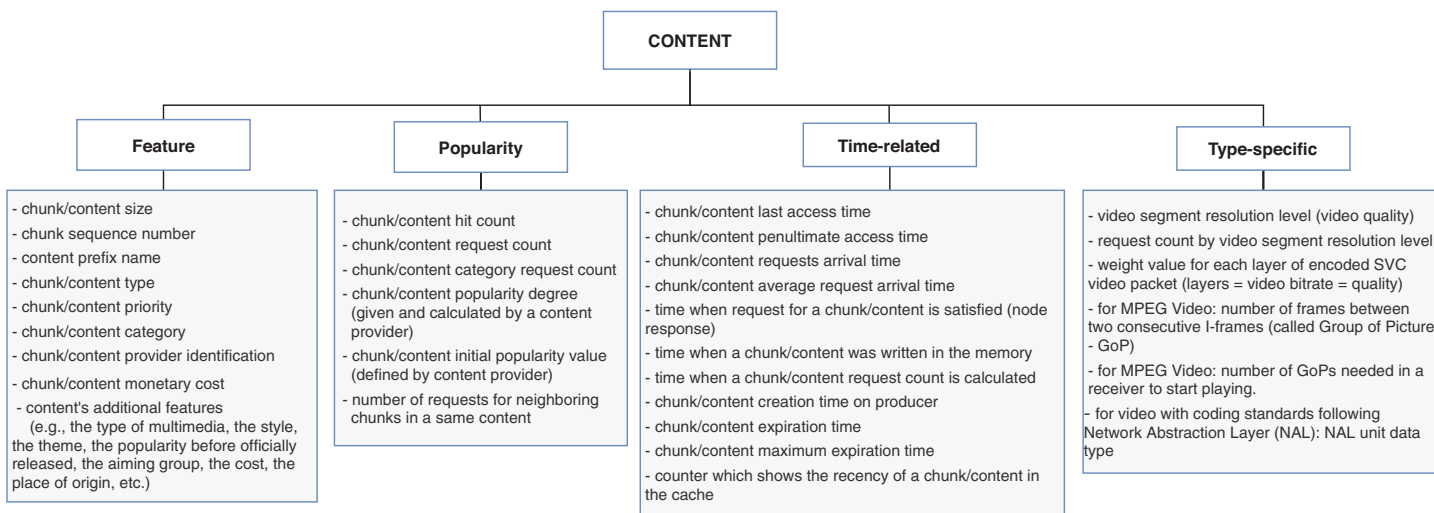 CONTENT
Feature
- chunk/content size
- chunk sequence number
- content prefix name
- chunk/content type
- chunk/content priority
- chunk/content category
- chunk/content provider identification
- chunk/content monetary cost
- content's additional features
(e.g., the type of multimedia, the style,
the theme, the popularity before officially
released, the aiming group, the cost, the
place of origin, etc.)
Popularity
- chunk/content hit count
- chunk/content request count
- chunk/content category request count
- chunk/content popularity degree
(given and calculated by a content
provider)
- chunk/content initial popularity value
(defined by content provider)
- number of requests for neighboring
chunks in a same content
Time-related
- chunk/content last access time
- chunk/content penultimate access time
- chunk/content requests arrival time
- chunk/content average request arrival time
- time when request for a chunk/content is satisfied (node
response)
- time when a chunk/content was written in the memory
- time when a chunk/content request count is calculated
- chunk/content creation time on producer
- chunk/content expiration time
- chunk/content maximum expiration time
- counter which shows the recency of a chunk/content in
the cache
Type-specific
- video segment resolution level (video quality)
- request count by video segment resolution level
- weight value for each layer of encoded SVC
video packet (layers = video bitrate = quality)
- for MPEG Video: number of frames between
two consecutive I-frames (called Group of Picture
- GoP)
- for MPEG Video: number of GoPs needed in a
receiver to start playing.
- for video with coding standards following
Network Abstraction Layer (NAL): NAL unit data
type